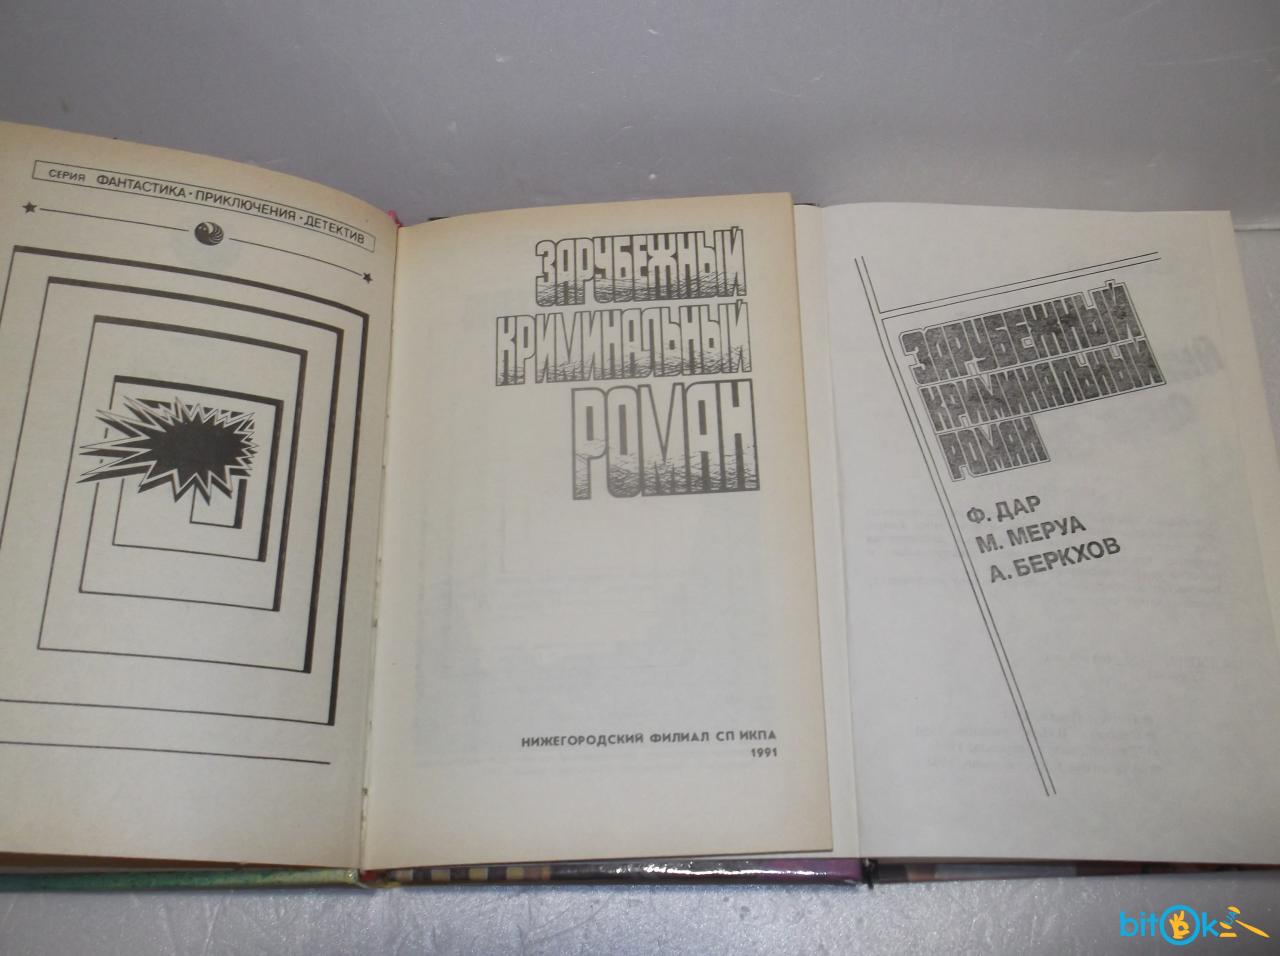 СЕРИЯ ФАНТАСТИКА • ПРИКЛЮЧЕНИЯ • ДЕТЕКТИВ
ЗАРУБЕЖНЫЙ
КРИМИНАЛЬНЫЙ
РОМАН
НИЖЕГОРОДСКИЙ ФИЛИАЛ СП ИКПА
1991
ЗАРУБЕЖНЫЙ
КРИМИНАЛЬНЫЙ
РОМАН
Ф. ДАР
М. МЕРУА
А. БЕРКХОВ
bitok